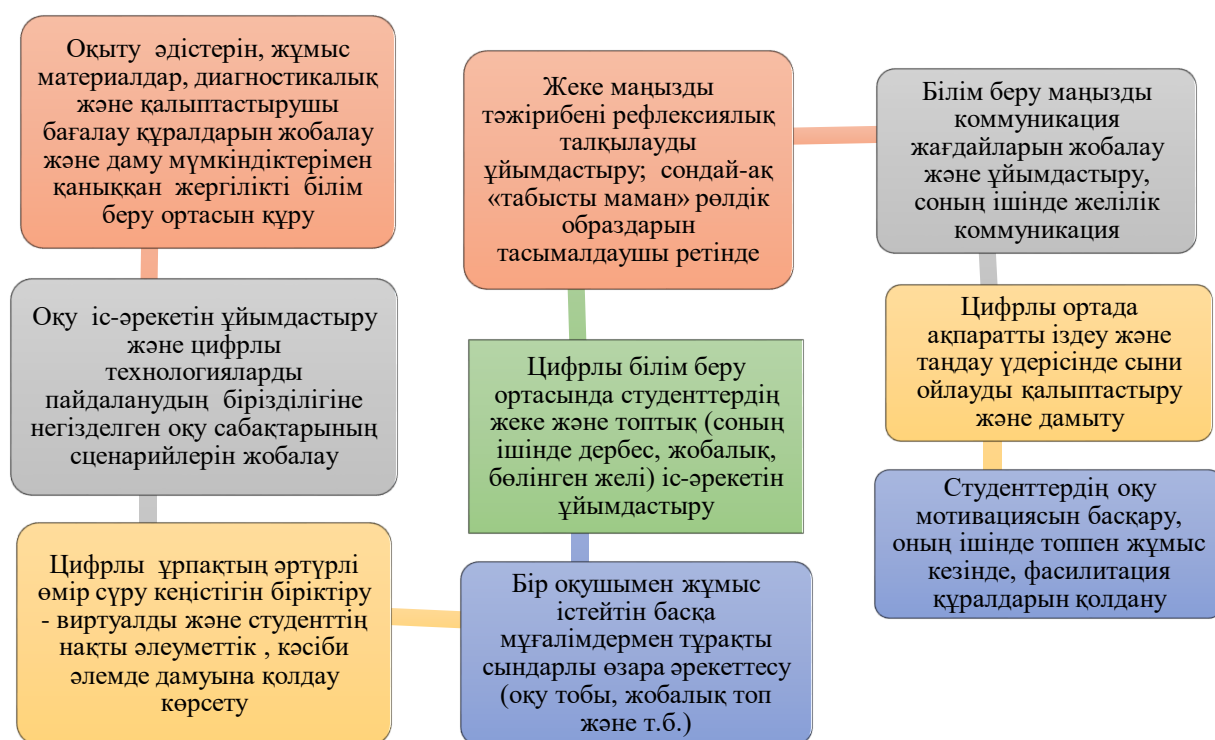 Оқыту әдістерін, жұмыс
материалдар, диагностикалық
және қалыптастырушы
бағалау құралдарын жобалау
және даму мүмкіндіктерімен
қаныққан жергілікті білім
беру ортасын құру
Оқу іс-әрекетін ұйымдастыру
және цифрлы
технологияларды
пайдаланудың бірізділігіне
негізделген оқу сабақтарының
сценарийлерін жобалау
Цифрлы ұрпақтың әртүрлі
өмір сүру кеңістігін біріктіру
- виртуалды және студенттің
нақты әлеуметтік , кәсіби
әлемде дамуына қолдау
көрсету
Бір оқушымен жұмыс
істейтін басқа
мұғалімдермен тұрақты
сындарлы өзара әрекеттесу
(оқу тобы, жобалық топ
және т.б.)
Цифрлы білім беру
ортасында студенттердің
жеке және топтық (соның
ішінде дербес, жобалық,
бөлінген желі) іс-әрекетін
ұйымдастыру
Жеке маңызды
тәжірибені рефлексиялық
талқылауды
ұйымдастыру; сондай-ақ
«табысты маман» рөлдік
образдарын
тасымалдаушы ретінде
Білім беру маңызды
коммуникация
жағдайларын жобалау
және ұйымдастыру,
соның ішінде желілік
коммуникация
Цифрлы ортада
ақпаратты іздеу және
таңдау үдерісінде сыни
ойлауды қалыптастыру
және дамыту
Студенттердің оқу
мотивациясын басқару,
оның ішінде топпен жұмыс
кезінде, фасилитация
құралдарын қолдану